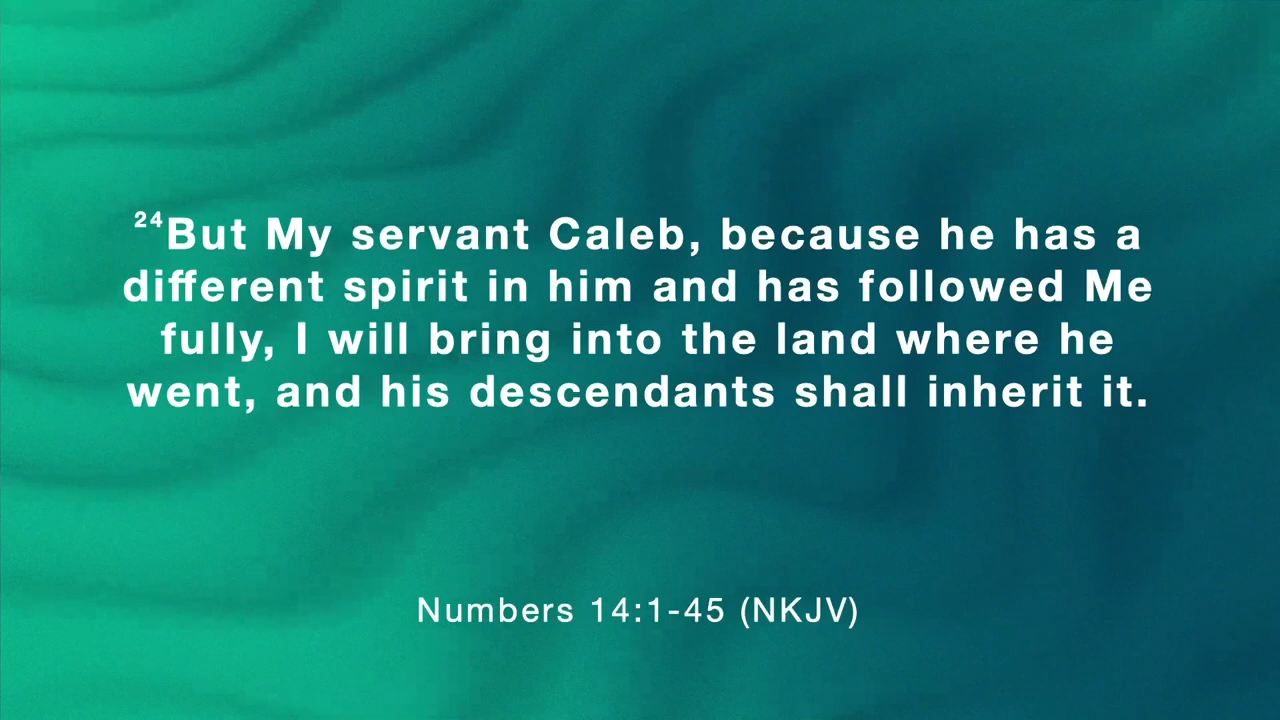 24But My servant Caleb, because he has a
different spirit in him and has followed Me
fully, I will bring into the land where he
went, and his descendants shall inherit it.
Numbers 14:1-45 (NKJV)